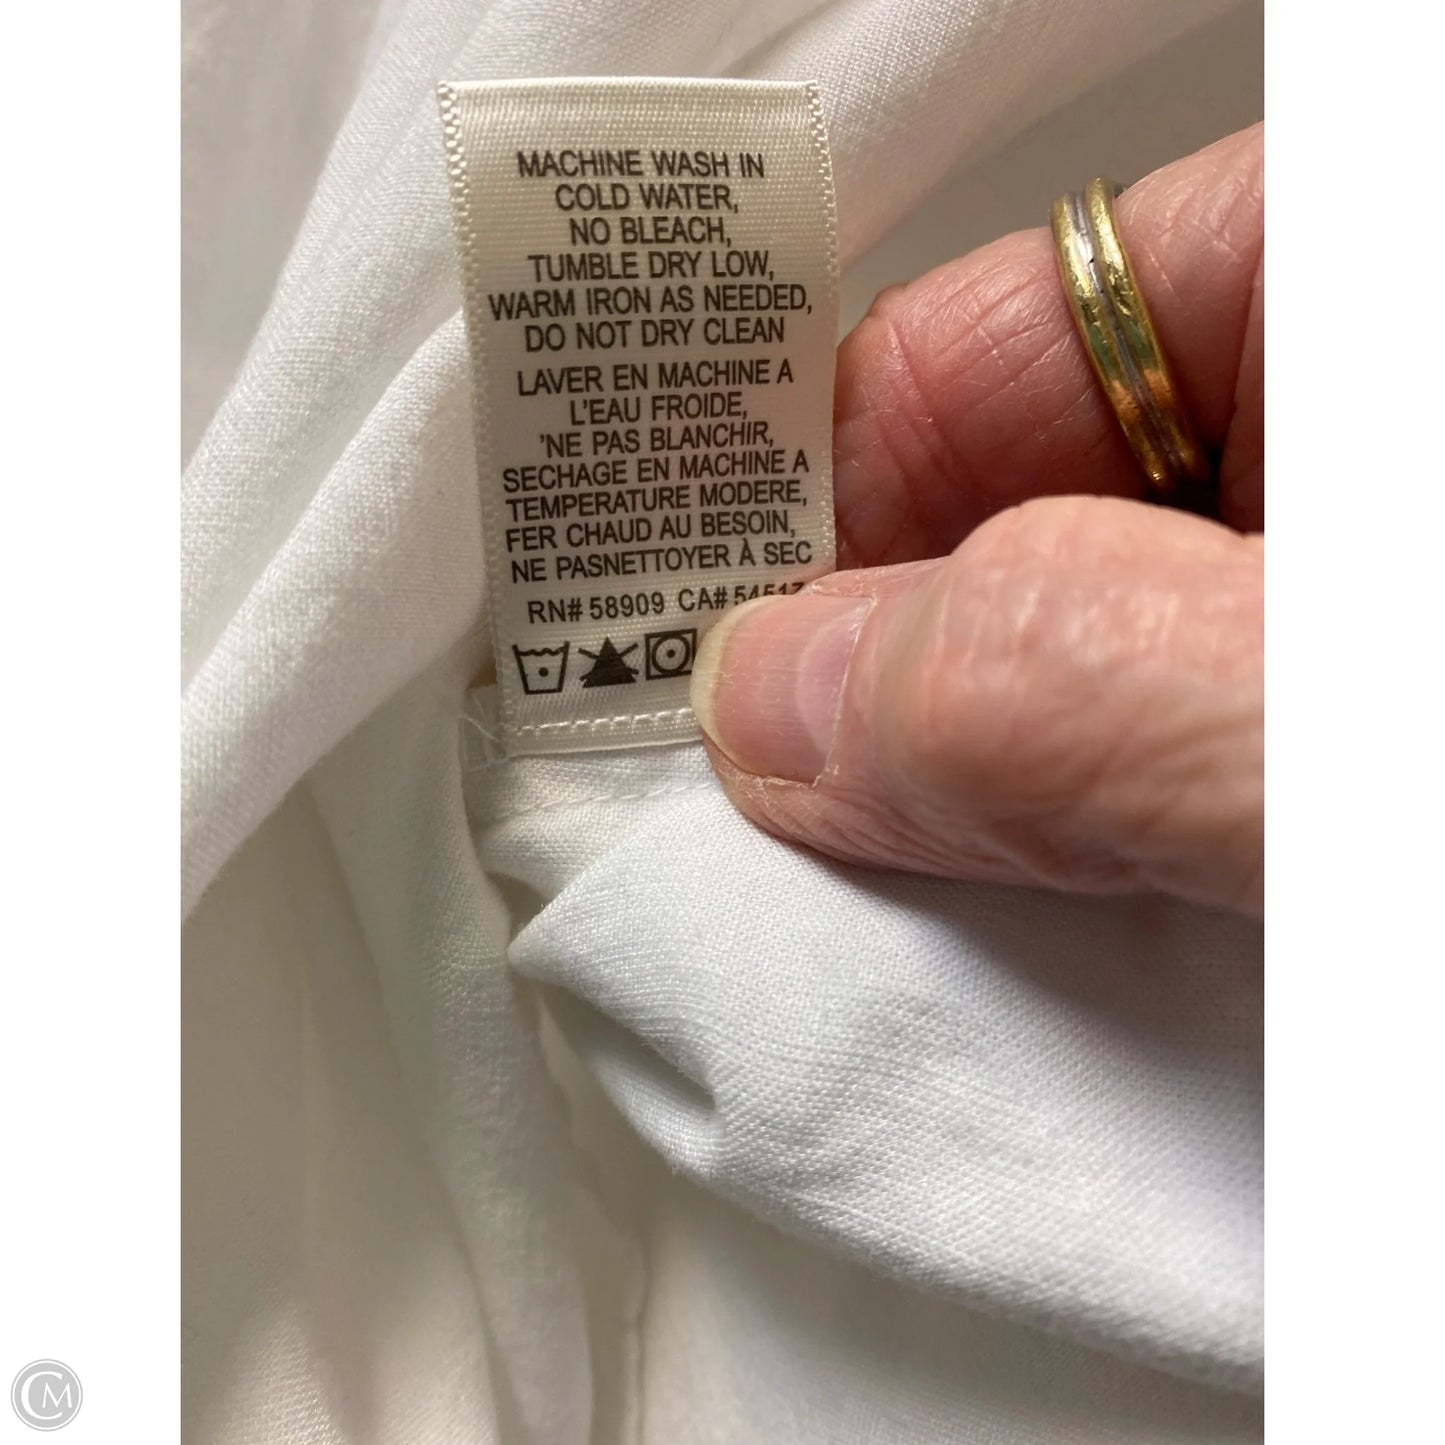 MACHINE WASH IN
COLD WATER,
NO BLEACH,
TUMBLE DRY LOW,
WARM IRON AS NEEDED,
DO NOT DRY CLEAN
LAVER EN MACHINE A
L'EAU FROIDE,
'NE PAS BLANCHIR,
SECHAGE EN MACHINE A
TEMPERATURE MODERE,
FER CHAUD AU BESOIN,
NE PASNETTOYER À SEC
RN# 58909 CA#
CM